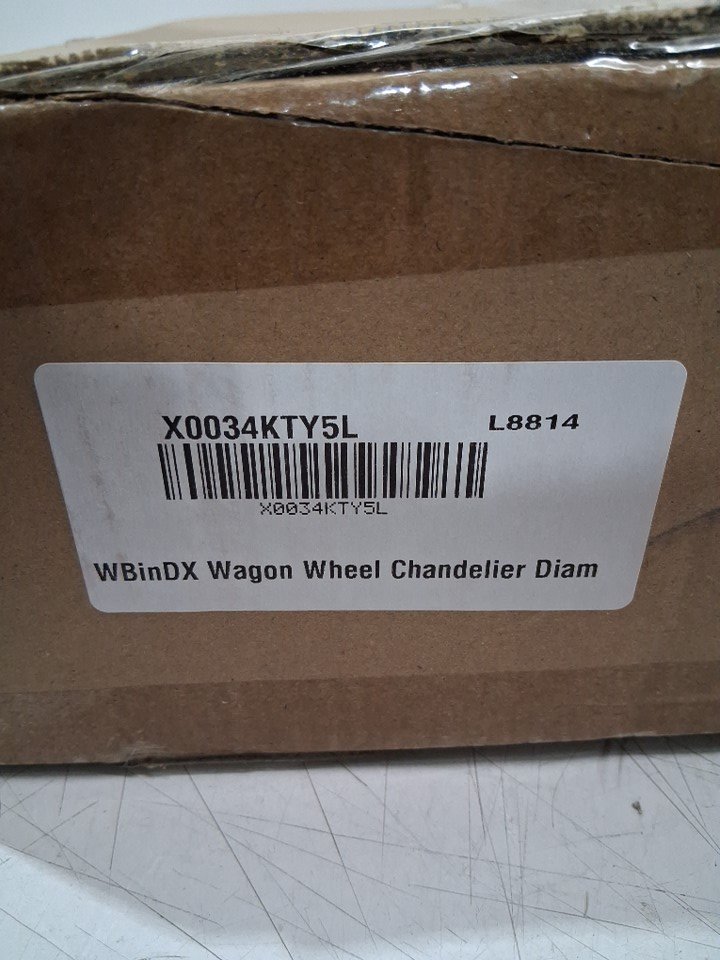 X0034KTY5L L8814
X0034KTY5L
WBinDX Wagon Wheel Chandelier Diam